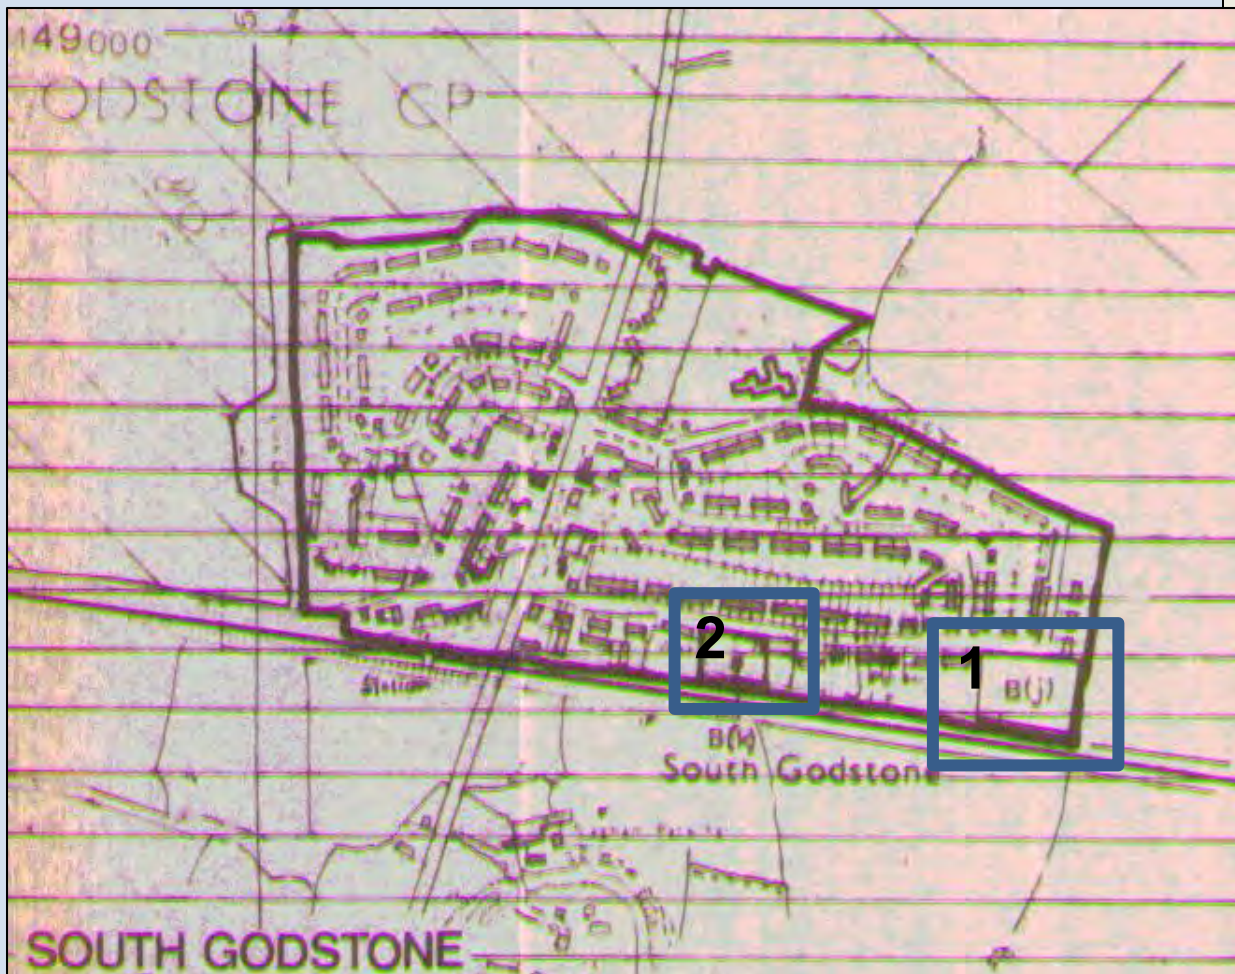 149000
ODSTONE CP
2
1
B(j)
Station
B(k)
South Godstone
SOUTH GODSTONE